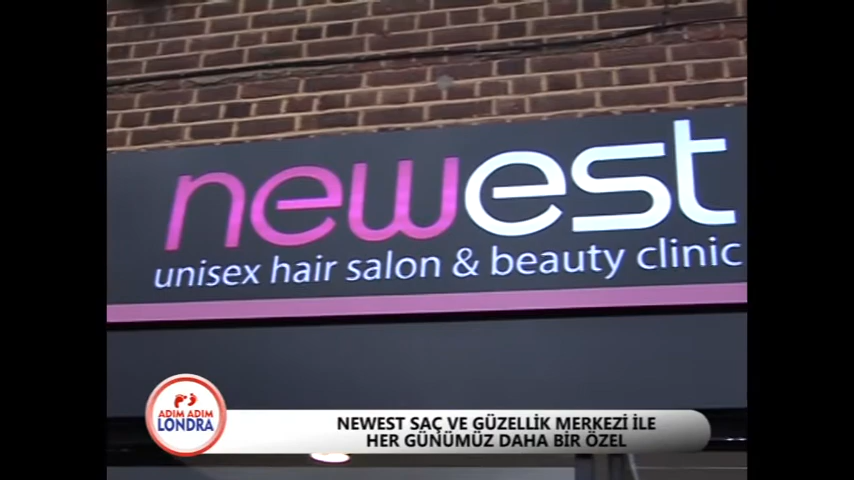 newest
unisex hair salon & beauty clinic
ADIM ADIM
LONDRA
NEWEST SAÇ VE GÜZELLİK MERKEZİ İLE
HER GÜNÜMÜZ DAHA BİR ÖZEL